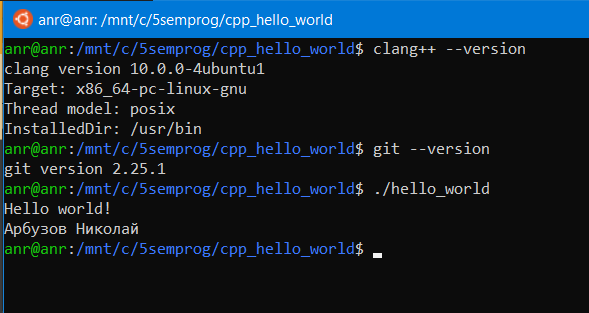 anr@anr: /mnt/c/5semprog/cpp_hello_world
anr@anr:/mnt/c/5semprog/cpp_hello_world$ clang++ --version
clang version 10.0.0-4ubuntu1
Target: x86_64-pc-linux-gnu
Thread model: posix
InstalledDir: /usr/bin
anr@anr:/mnt/c/5semprog/cpp_hello_world$ git --version
git version 2.25.1
anr@anr:/mnt/c/5semprog/cpp_hello_world$ ./hello_world
Hello world!
Арбузов Николай
anr@anr:/mnt/c/5semprog/cpp_hello_world$